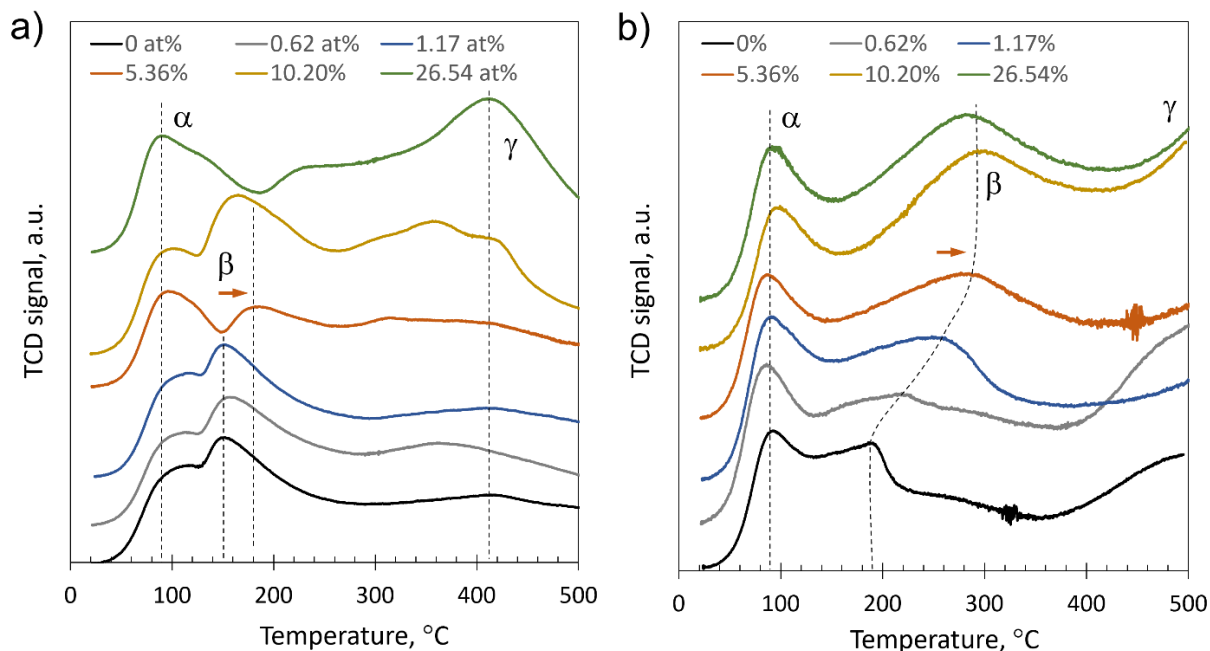 a)
0 at% 0.62 at% 1.17 at%
5.36% 10.20% 26.54 at%
α
γ
β
TCD signal, a.u.
0 100 200 300 400 500
Temperature, °C
b)
0% 0.62% 1.17%
5.36% 10.20% 26.54%
α
γ
β
TCD signal, a.u.
0 100 200 300 400 500
Temperature, °C